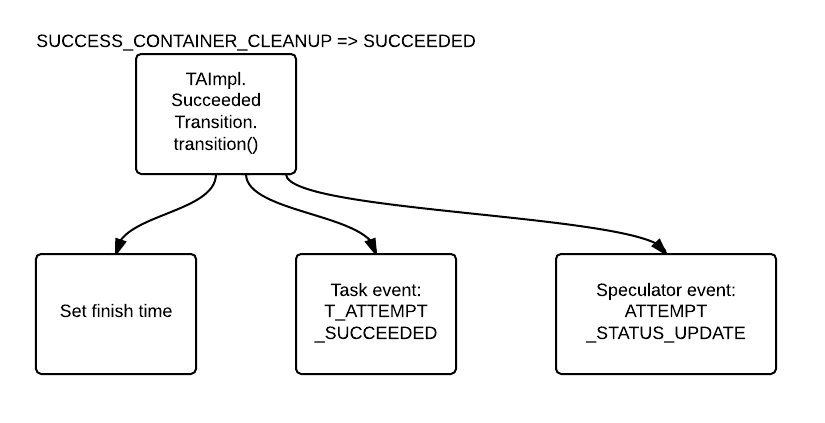 SUCCESS_CONTAINER_CLEANUP => SUCCEEDED
TAImpl.
Succeeded
Transition.
transition()
Set finish time
Task event:
T_ATTEMPT
_SUCCEEDED
Speculator event:
ATTEMPT
_STATUS_UPDATE